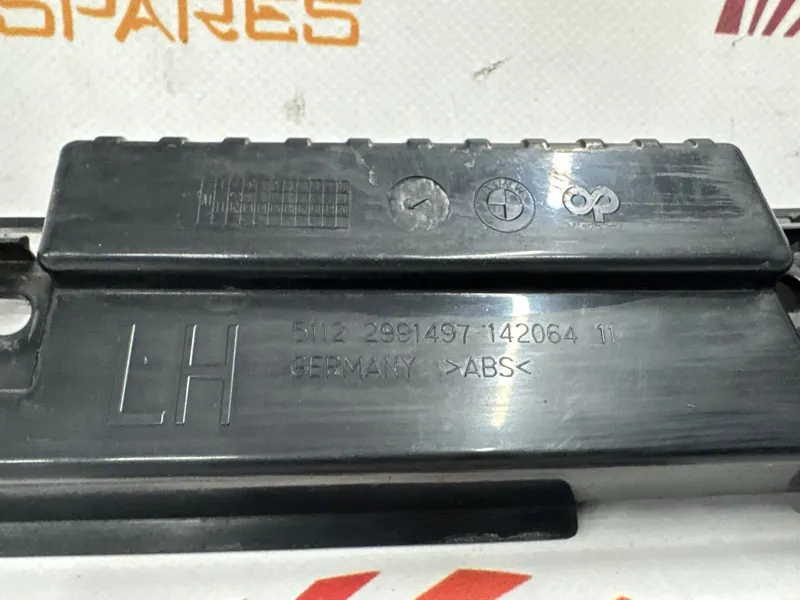 SPARES
LH
5112 2991497 142064 11
GERMANY >ABS<